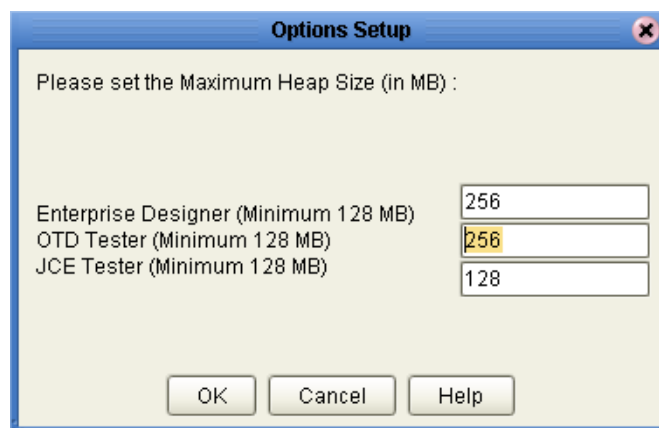 Options Setup
Please set the Maximum Heap Size (in MB) :
Enterprise Designer (Minimum 128 MB)
256
OTD Tester (Minimum 128 MB)
256
JCE Tester (Minimum 128 MB)
128
OK
Cancel
Help